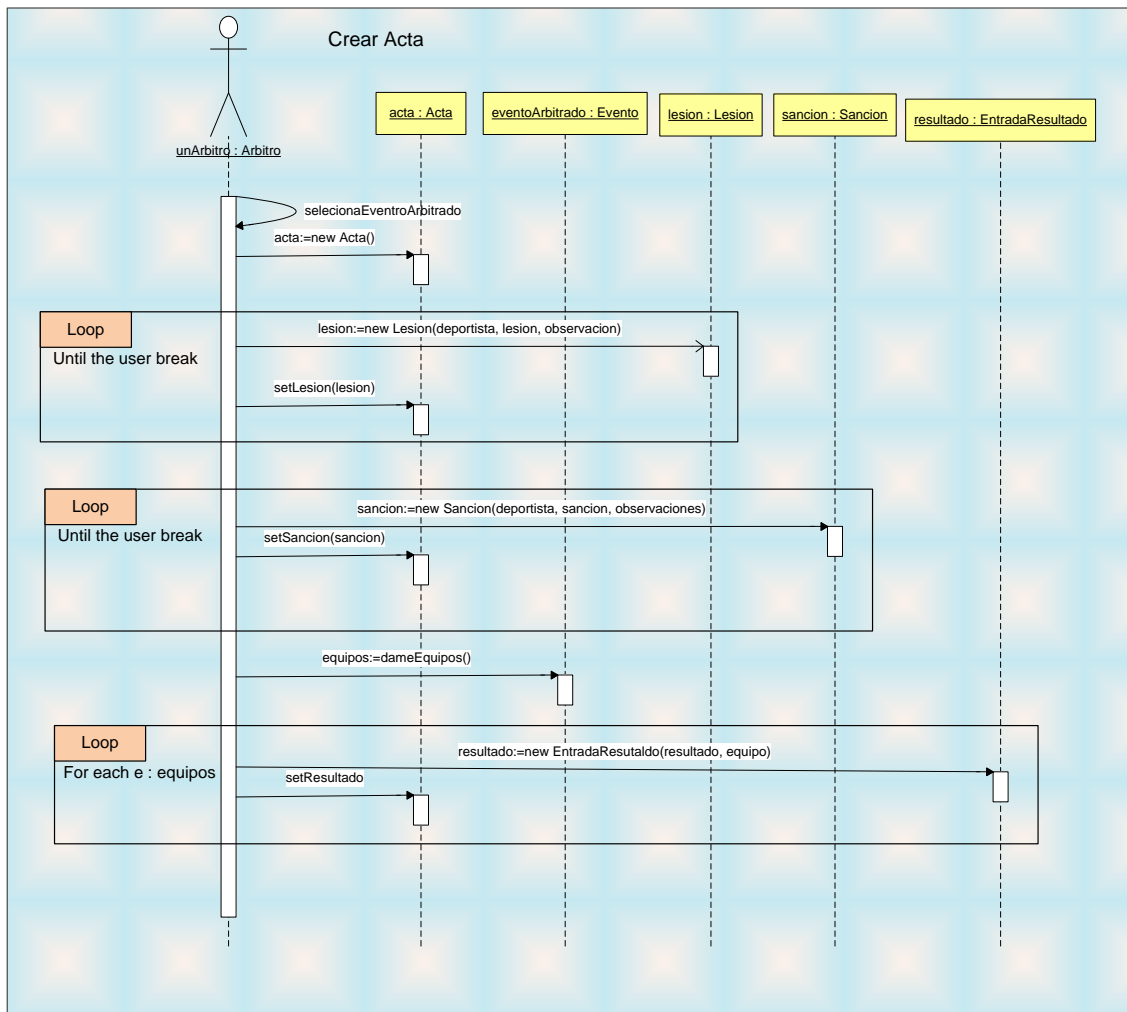 Crear Acta
unArbitro : Arbitro
acta : Acta
eventoArbitrado : Evento
lesion : Lesion
sancion : Sancion
resultado : EntradaResultado
selecionaEventroArbitrado
acta:=new Acta()
Loop
Until the user break
lesion:=new Lesion(deportista, lesion, observacion)
setLesion(lesion)
Loop
Until the user break
sancion:=new Sancion(deportista, sancion, observaciones)
setSancion(sancion)
equipos:=dameEquipos()
Loop
For each e : equipos
resultado:=new EntradaResutaldo(resultado, equipo)
setResultado